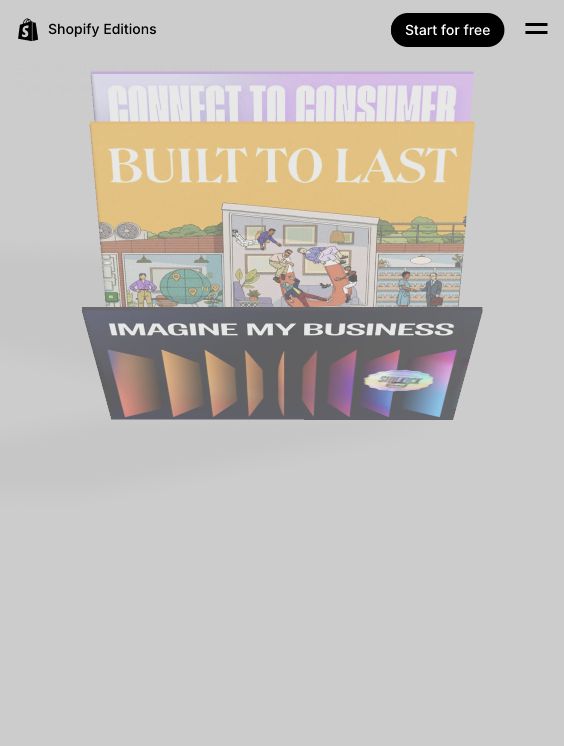 Shopify Editions
Start for free
CONNECT TO CONSUMER
BUILT TO LAST
IMAGINE MY BUSINESS